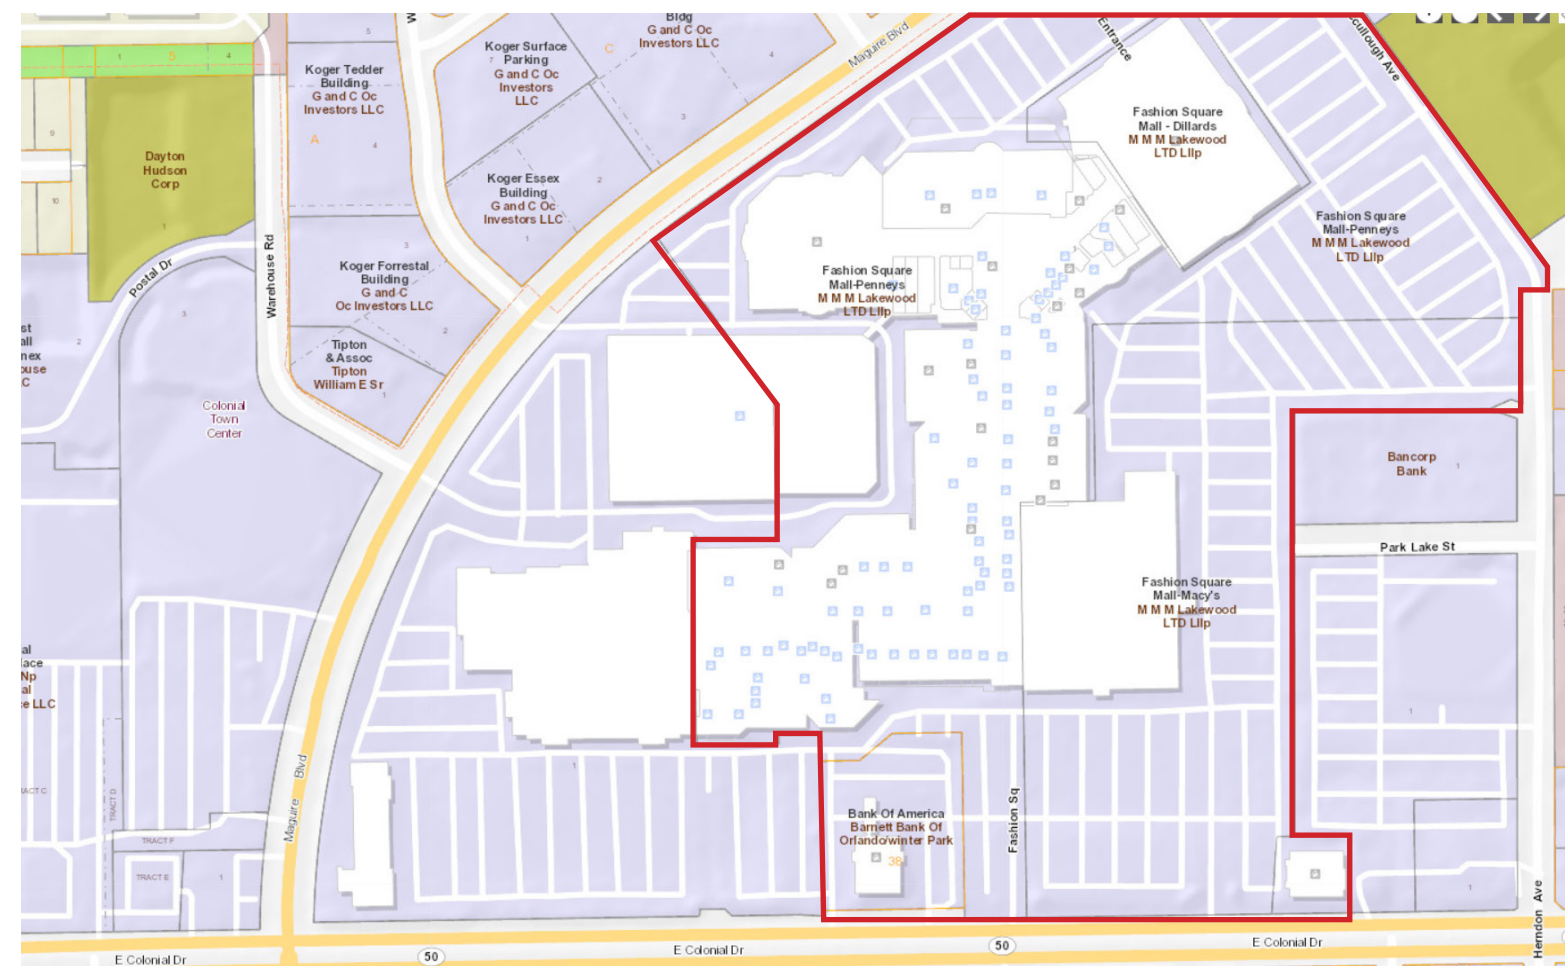 Bldg
G and C Oc
Investors LLC
Koger Surface
Parking
G and C Oc
Investors
LLC
Koger Tedder
Building
G and C Oc
Investors LLC
Maguire Blvd
Entrance
Fashion Square
Mall - Dillards
M M M Lakewood
LTD Lllp
Dayton
Hudson
Corp
Koger Essex
Building
G and C Oc
Investors LLC
Fashion Square
Mall-Penneys
M M M Lakewood
LTD Lllp
Postal Dr
Warehouse Rd
Koger Forrestal
Building
G and C
Oc Investors LLC
Fashion Square
Mall-Penneys
M M M Lakewood
LTD Lllp
Tipton
& Assoc
Tipton
William E Sr
Colonial
Town
Center
Bancorp
Bank
Park Lake St
Fashion Square
Mall-Macy's
M M M Lakewood
LTD Lllp
Maguire Blvd
TRACT D
TRACT F
TRACT E
Bank Of America
Barnett Bank Of
Orlando/winter Park
38
Fashion Sq
Herndon Ave
E Colonial Dr
50
E Colonial Dr
50
E Colonial Dr